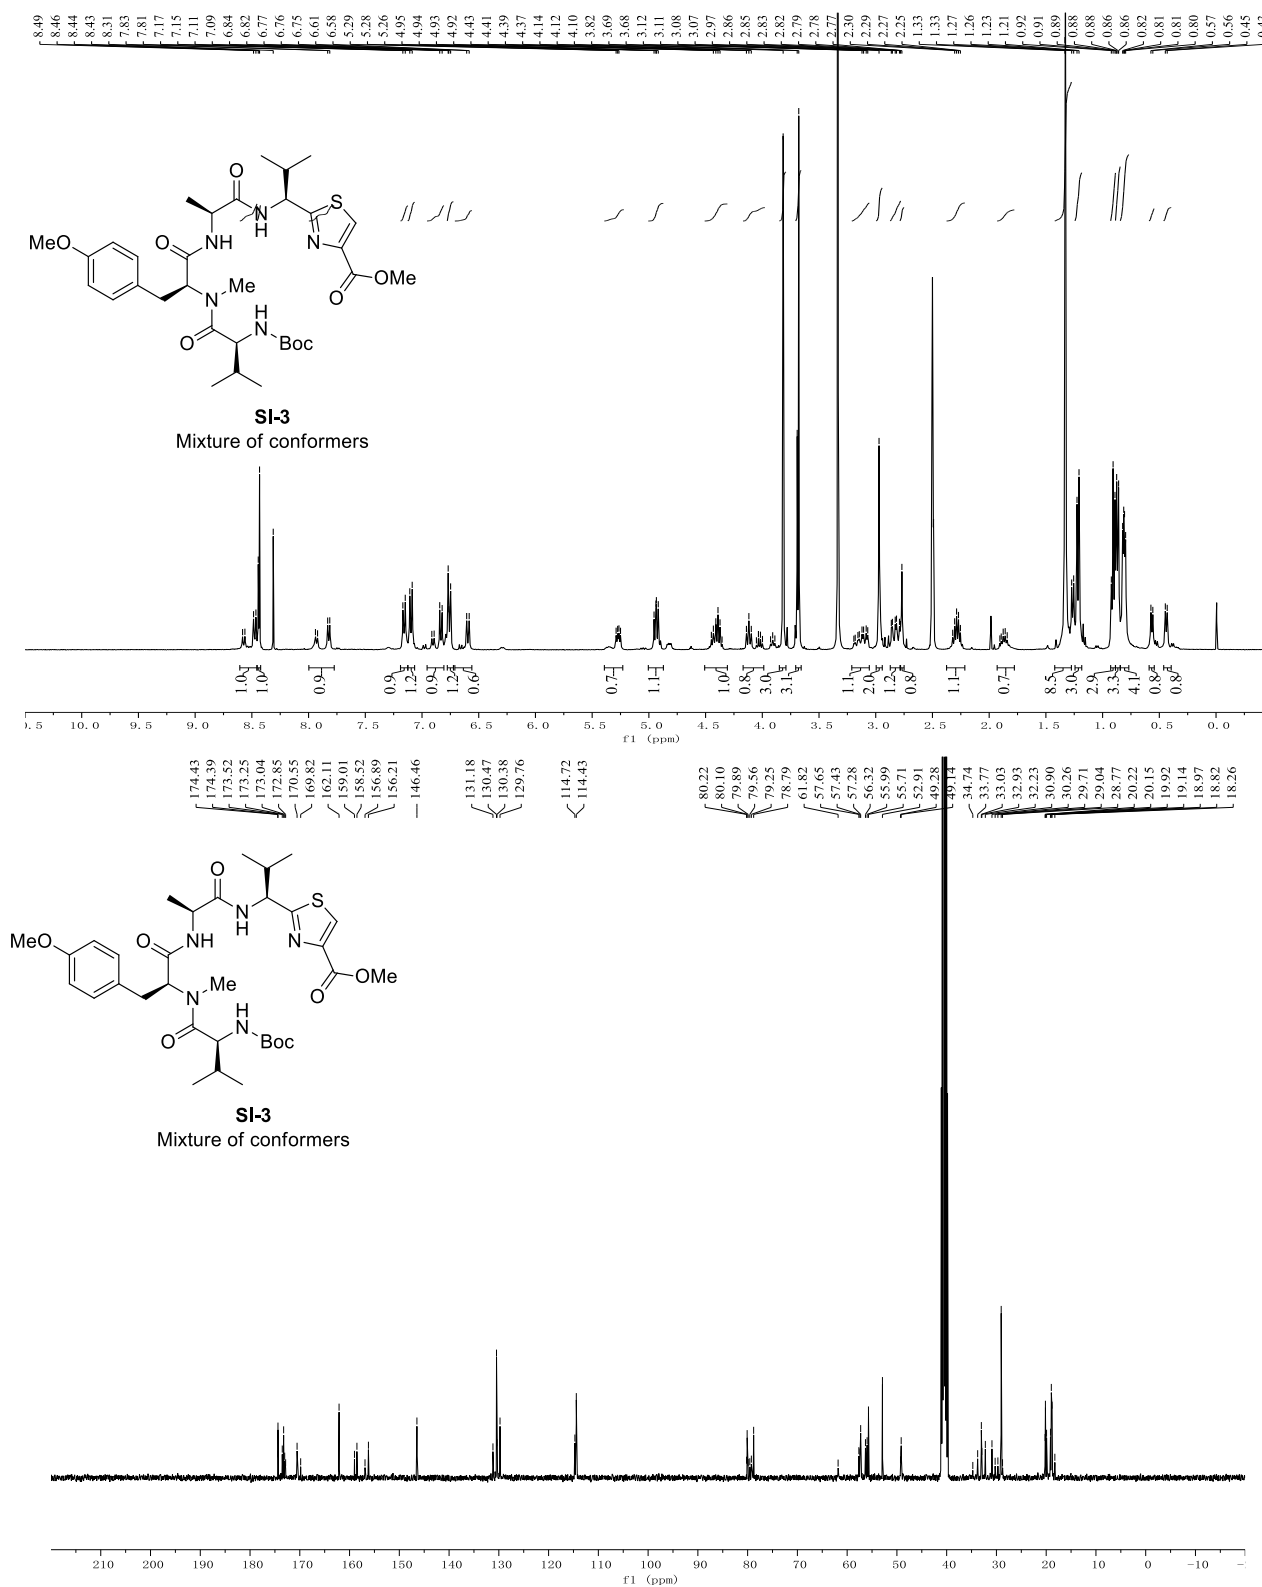 8.49 8.46 8.44 8.43 8.31 7.83 7.81 7.17 7.15 7.11 7.09 6.84 6.82 6.77 6.76 6.75 6.61 6.58 5.29 5.28 5.26 4.95 4.94 4.93 4.92 4.43 4.41 4.39 4.37 4.14 4.12 4.10 3.82 3.69 3.68 3.12 3.11 3.08 3.07 2.97 2.86 2.85 2.83 2.82 2.79 2.78 2.77 2.30 2.29 2.27 2.25 1.33 1.33 1.27 1.26 1.23 1.21 0.92 0.91 0.89 0.88 0.88 0.86 0.86 0.82 0.81 0.81 0.80 0.57 0.56 0.45
O
S
N
H
N
O
NH
MeO
O
OMe
N
Me
O
H
N
Boc
O
SI-3
Mixture of conformers
1.0 1.0 0.9 0.9 1.2 0.9 1.2 0.6 0.7 1.1 1.0 0.8 3.0 3.1 1.1 2.0 1.2 0.8 1.1 0.7 8.5 3.0 2.9 3.3 4.1 0.8 0.8
9.0 8.5 8.0 7.5 7.0 6.5 6.0 5.5 5.0 4.5 4.0 3.5 3.0 2.5 2.0 1.5 1.0 0.5 0.0
f1 (ppm)
174.43 174.39 173.52 173.25 173.04 172.85 170.55 169.82 162.11 159.01 158.52 156.89 156.21 146.46 131.18 130.47 130.38 129.76 114.72 114.43 80.22 80.10 79.89 79.56 79.25 78.79 61.82 57.65 57.43 57.28 56.32 55.99 55.71 52.91 49.28 49.14 34.74 33.77 33.03 32.93 32.23 30.90 30.26 29.71 29.04 28.77 20.22 20.15 19.92 19.14 18.97 18.82 18.26
O
S
N
H
N
O
NH
MeO
O
OMe
N
Me
O
H
N
Boc
O
SI-3
Mixture of conformers
210 200 190 180 170 160 150 140 130 120 110 100 90 80 70 60 50 40 30 20 10 0 -10
f1 (ppm)